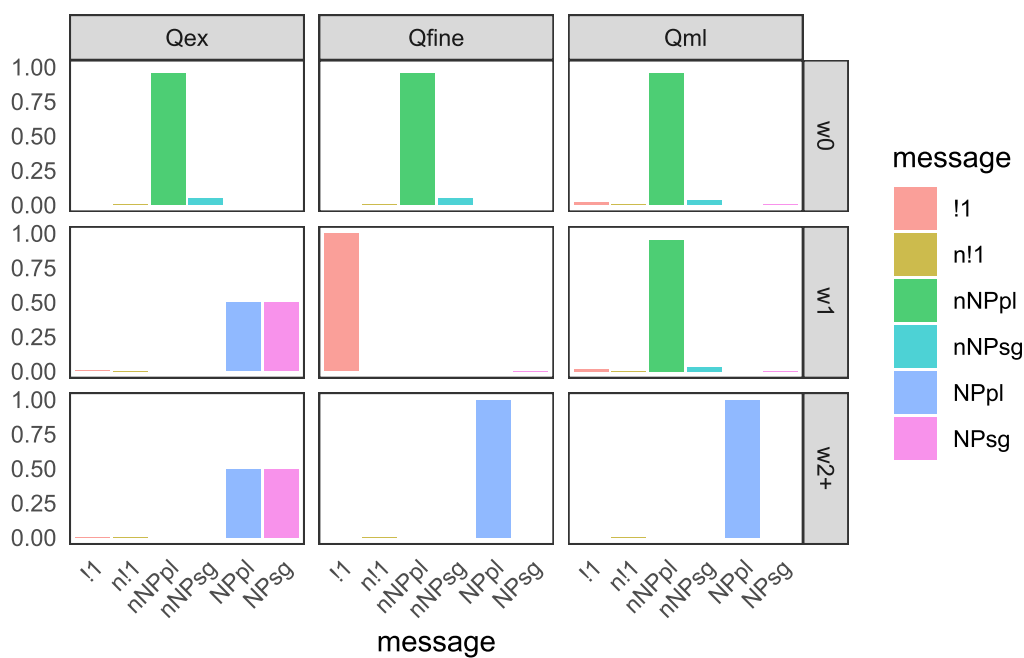 Qex Qfine Qml
1.00
0.75
0.50
0.25
0.00
w0
1.00
0.75
0.50
0.25
0.00
w1
1.00
0.75
0.50
0.25
0.00
w2+
!1 n!1 nNPpl nNPsg NPpl NPsg !1 n!1 nNPpl nNPsg NPpl NPsg !1 n!1 nNPpl nNPsg NPpl NPsg
message
message
!1
n!1
nNPpl
nNPsg
NPpl
NPsg